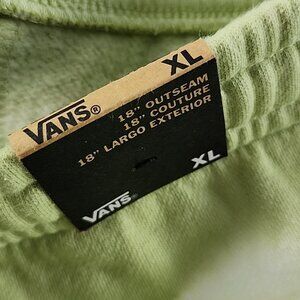 VANS® XL
18" OUTSEAM
18" COUTURE
18" LARGO EXTERIOR
VANS XL